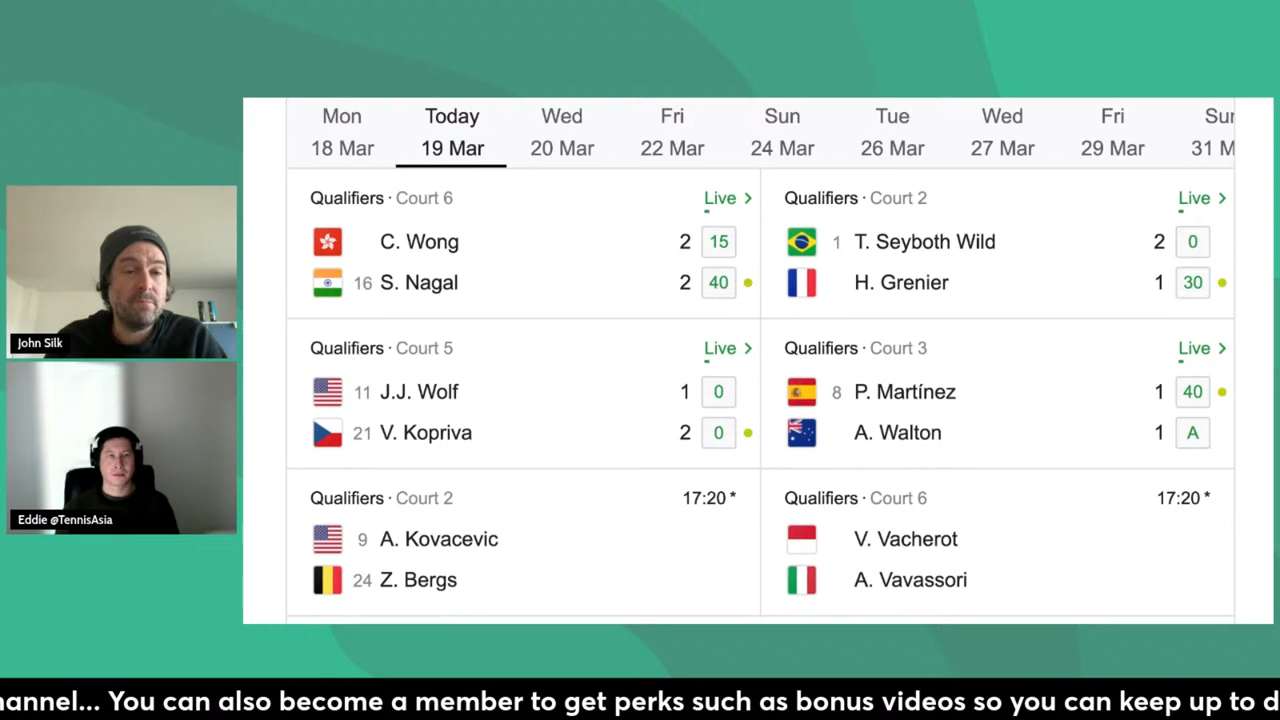 Mon Today Wed Fri Sun Tue Wed Fri Sun
18 Mar 19 Mar 20 Mar 22 Mar 24 Mar 26 Mar 27 Mar 29 Mar 31 M
Qualifiers · Court 6 Live >
C. Wong 2 15
16 S. Nagal 2 40
Qualifiers · Court 2 Live >
1 T. Seyboth Wild 2 0
H. Grenier 1 30
Qualifiers · Court 5 Live >
11 J.J. Wolf 1 0
21 V. Kopriva 2 0
Qualifiers · Court 3 Live >
8 P. Martínez 1 40
A. Walton 1 A
Qualifiers · Court 2 17:20 *
9 A. Kovacevic
24 Z. Bergs
Qualifiers · Court 6 17:20 *
V. Vacherot
A. Vavassori
John Silk
Eddie @TennisAsia
hannel... You can also become a member to get perks such as bonus videos so you can keep up to d